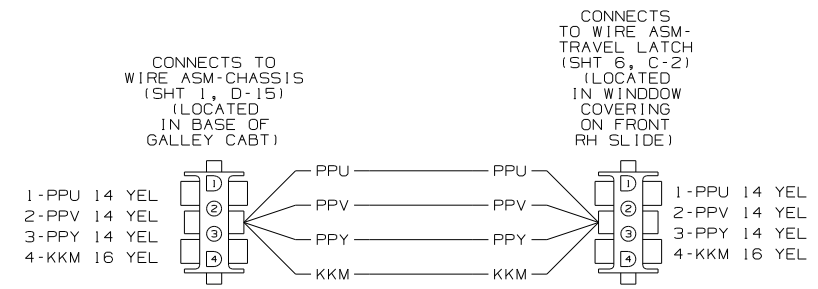 CONNECTS TO
WIRE ASM-CHASSIS
(SHT 1, D-15)
(LOCATED
IN BASE OF
GALLEY CABT)
CONNECTS
TO WIRE ASM-
TRAVEL LATCH
(SHT 6, C-2)
(LOCATED
IN WINDDOW
COVERING
ON FRONT
RH SLIDE)
1-PPU 14 YEL
2-PPV 14 YEL
3-PPY 14 YEL
4-KKM 16 YEL
1
2
3
4
PPU PPU
PPV PPV
PPY PPY
KKM KKM
1
2
3
4
1-PPU 14 YEL
2-PPV 14 YEL
3-PPY 14 YEL
4-KKM 16 YEL